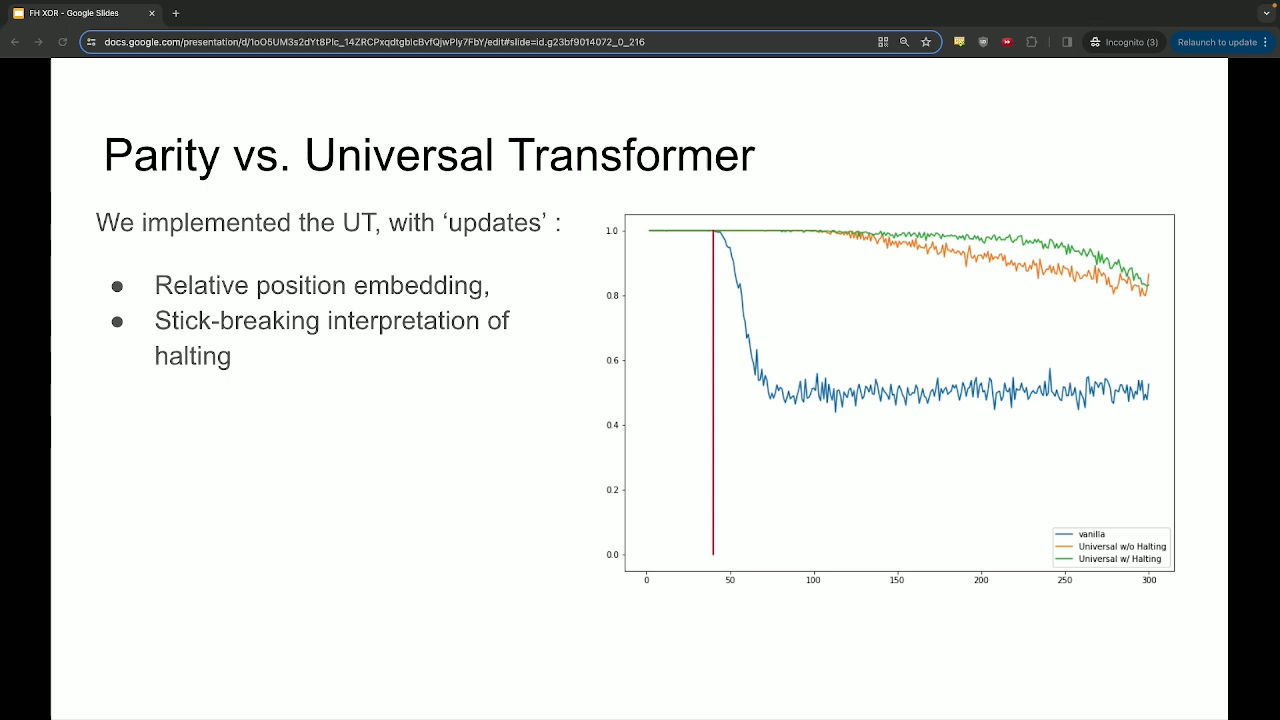 FH XOR - Google Slides
docs.google.com/presentation/d/1oO5UM3s2dYt8Plc_14ZRCPxqdtgblcBvfQjwPly7FbY/edit#slide=id.g23bf9014072_0_216
Incognito (3)
Relaunch to update
Parity vs. Universal Transformer
We implemented the UT, with ‘updates’ :
● Relative position embedding,
● Stick-breaking interpretation of
halting
1.0
0.8
0.6
0.4
0.2
0.0
0 50 100 150 200 250 300
vanilla
Universal w/o Halting
Universal w/ Halting